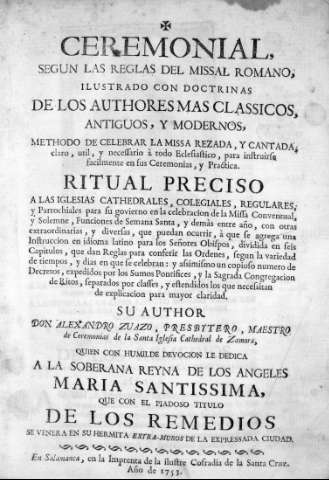 ✠
CEREMONIAL,
SEGUN LAS REGLAS DEL MISSAL ROMANO,
ILUSTRADO CON DOCTRINAS
DE LOS AUTHORES MAS CLASSICOS,
ANTIGUOS, Y MODERNOS,
METHODO DE CELEBRAR LA MISSA REZADA, Y CANTADA,
claro, util, y necessario à todo Eclesiastico, para instruirse
facilmente en sus Ceremonias, y Practica.
RITUAL PRECISO
A LAS IGLESIAS CATHEDRALES, COLEGIALES, REGULARES,
y Parrochiales para su govierno en la celebracion de la Missa Conventual,
y Solemne, Funciones de Semana Santa, y demás entre año, con otras
extraordinarias, y diversas, que puedan ocurrir, à que se agrega una
Instruccion en idioma latino para los Señores Obispos, dividida en seis
Capitulos, que dan Reglas para conferir las Ordenes, segun la variedad
de tiempos, y dias en que se celebran: y assimismo un copioso numero de
Decretos, expedidos por los Sumos Pontifices, y la Sagrada Congregacion
de Ritos, separados por classes, y estendidos los que necesitan
de explicacion para mayor claridad.
SU AUTHOR
DON ALEXANDRO ZUAZO, PRESBYTERO, MAESTRO
de Ceremonias de la Santa Iglesia Cathedral de Zamora,
QUIEN CON HUMILDE DEVOCION LE DEDICA
A LA SOBERANA REYNA DE LOS ANGELES
MARIA SANTISSIMA,
QUE CON EL PIADOSO TITULO
DE LOS REMEDIOS
SE VENERA EN SU HERMITA EXTRA-MUROS DE LA EXPRESSADA CIUDAD.
En Salamanca, en la Imprenta de la Ilustre Cofradia de la Santa Cruz.
Año de 1753.